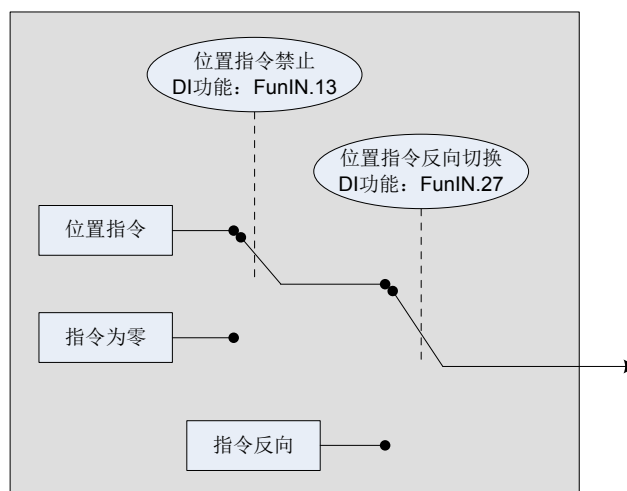 位置指令禁止
DI功能：FunIN.13
位置指令反向切换
DI功能：FunIN.27
位置指令
指令为零
指令反向